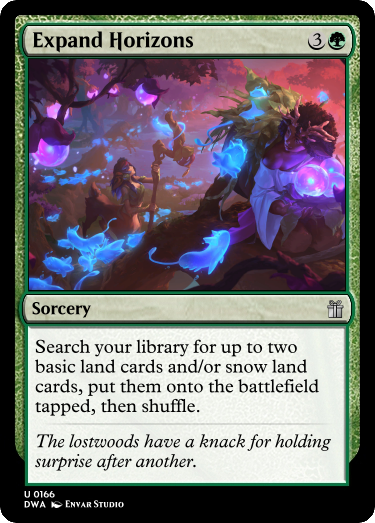 Expand Horizons 3
Sorcery
Search your library for up to two
basic land cards and/or snow land
cards, put them onto the battlefield
tapped, then shuffle.
The lostwoods have a knack for holding
surprise after another.
U 0166
DWA Envar Studio